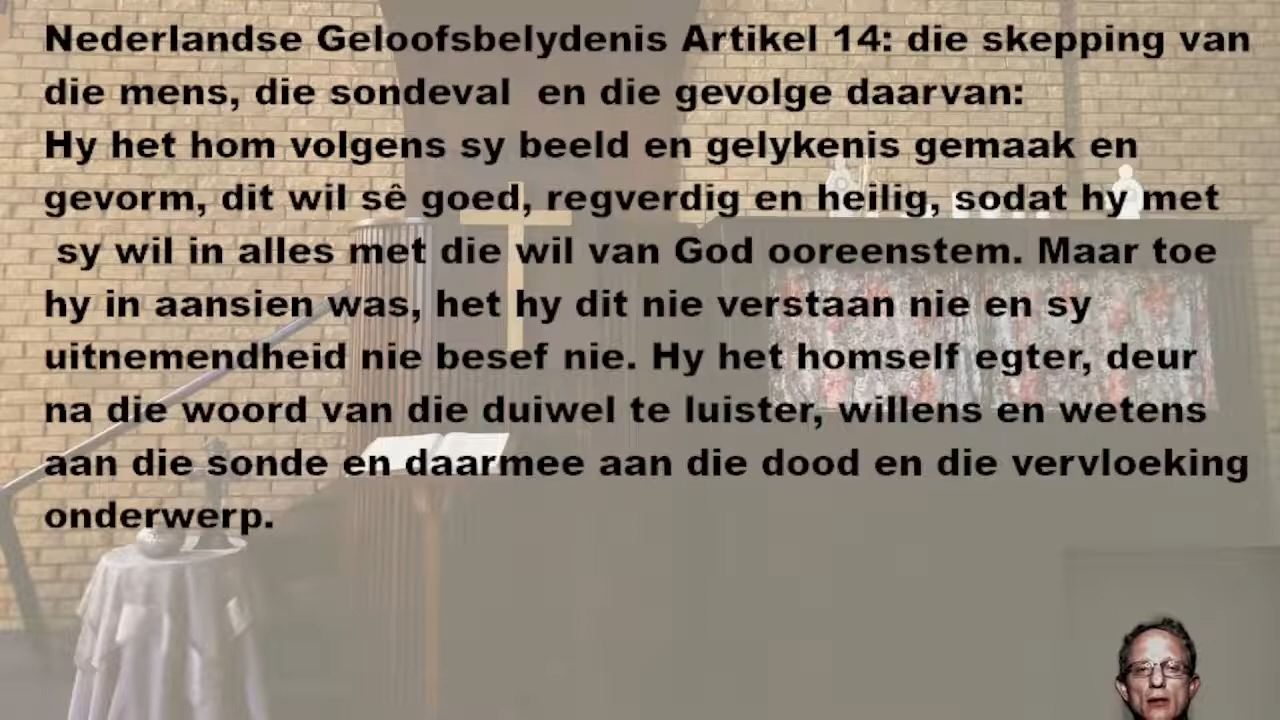 Nederlandse Geloofsbelydenis Artikel 14: die skepping van
die mens, die sondeval  en die gevolge daarvan:
Hy het hom volgens sy beeld en gelykenis gemaak en
gevorm, dit wil sê goed, regverdig en heilig, sodat hy met
sy wil in alles met die wil van God ooreenstem. Maar toe
hy in aansien was, het hy dit nie verstaan nie en sy
uitnemendheid nie besef nie. Hy het homself egter, deur
na die woord van die duiwel te luister, willens en wetens
aan die sonde en daarmee aan die dood en die vervloeking
onderwerp.